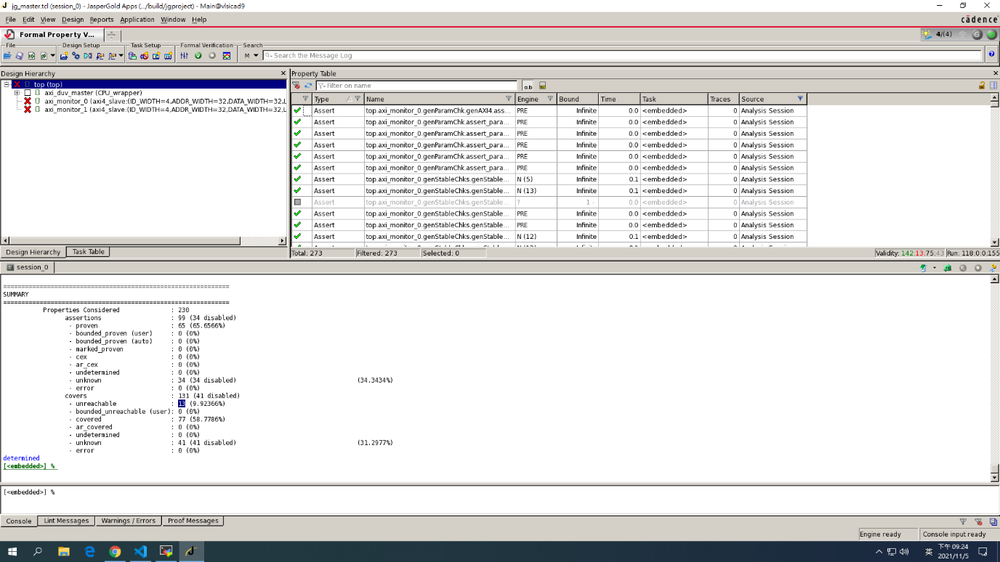 jg_master.tcl (session_0) - JasperGold Apps (.../build/jgproject) - Main@vlsicad9
File Edit View Design Reports Application Window Help
cādence
Formal Property V...
4/(4)
File Design Setup Task Setup Formal Verification Search
M Search the Message Log
Design Hierarchy
top (top)
axi_duv_master (CPU_wrapper)
axi_monitor_0 (axi4_slave:(ID_WIDTH=4,ADDR_WIDTH=32,DATA_WIDTH=32,L
axi_monitor_1 (axi4_slave:(ID_WIDTH=4,ADDR_WIDTH=32,DATA_WIDTH=32,L
Design Hierarchy Task Table
Property Table
Filter on name
Type Name Engine Bound Time Task Traces Source
Assert top.axi_monitor_0.genParamChk.genAXI4.ass... PRE Infinite 0.0 <embedded> 0 Analysis Session
Assert top.axi_monitor_0.genParamChk.assert_para... PRE Infinite 0.0 <embedded> 0 Analysis Session
Assert top.axi_monitor_0.genParamChk.assert_para... PRE Infinite 0.0 <embedded> 0 Analysis Session
Assert top.axi_monitor_0.genParamChk.assert_para... PRE Infinite 0.0 <embedded> 0 Analysis Session
Assert top.axi_monitor_0.genParamChk.assert_para... PRE Infinite 0.0 <embedded> 0 Analysis Session
Assert top.axi_monitor_0.genParamChk.assert_para... PRE Infinite 0.0 <embedded> 0 Analysis Session
Assert top.axi_monitor_0.genStableChks.genStable... N (5) Infinite 0.1 <embedded> 0 Analysis Session
Assert top.axi_monitor_0.genStableChks.genStable... N (13) Infinite 0.1 <embedded> 0 Analysis Session
Assert top.axi_monitor_0.genStableChks.genStable... ? 1 - 0.0 <embedded> 0 Analysis Session
Assert top.axi_monitor_0.genStableChks.genStable... PRE Infinite 0.0 <embedded> 0 Analysis Session
Assert top.axi_monitor_0.genStableChks.genStable... PRE Infinite 0.0 <embedded> 0 Analysis Session
Assert top.axi_monitor_0.genStableChks.genStable... N (12) Infinite 0.1 <embedded> 0 Analysis Session
Total: 273 Filtered: 273 Selected: 0 Validity: 142:13:75:43 Run: 118:0:0:155
session_0
==============================================================
SUMMARY
==============================================================
Properties Considered : 230
assertions : 99 (34 disabled)
- proven : 65 (65.6566%)
- bounded_proven (user) : 0 (0%)
- bounded_proven (auto) : 0 (0%)
- marked_proven : 0 (0%)
- cex : 0 (0%)
- ar_cex : 0 (0%)
- undetermined : 0 (0%)
- unknown : 34 (34 disabled) (34.3434%)
- error : 0 (0%)
covers : 131 (41 disabled)
- unreachable : 13 (9.92366%)
- bounded_unreachable (user): 0 (0%)
- covered : 77 (58.7786%)
- ar_covered : 0 (0%)
- undetermined : 0 (0%)
- unknown : 41 (41 disabled) (31.2977%)
- error : 0 (0%)
determined
[<embedded>] %
[<embedded>] %
Console Lint Messages Warnings / Errors Proof Messages
Engine ready Console input ready
英
下午 09:24
2021/11/5